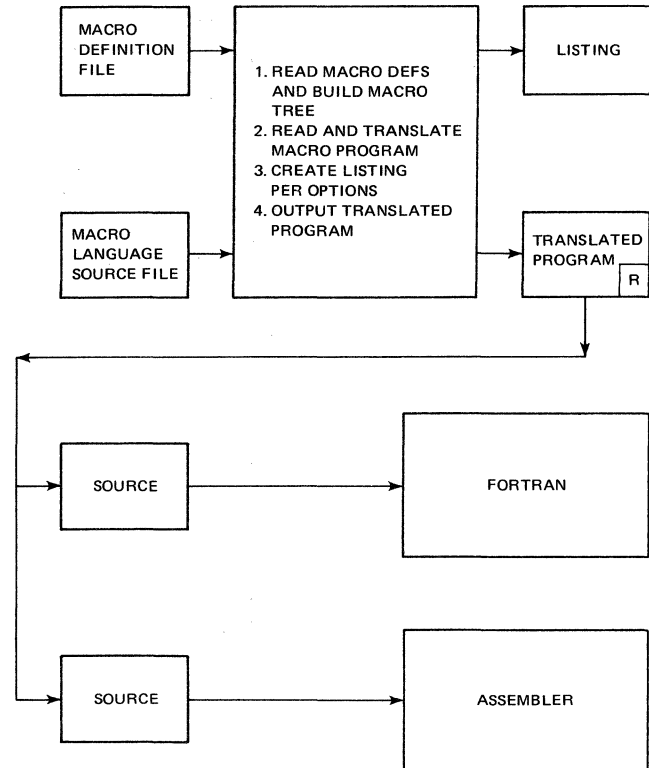 MACRO
DEFINITION
FILE
1. READ MACRO DEFS
AND BUILD MACRO
TREE
2. READ AND TRANSLATE
MACRO PROGRAM
3. CREATE LISTING
PER OPTIONS
4. OUTPUT TRANSLATED
PROGRAM
LISTING
MACRO
LANGUAGE
SOURCE FILE
TRANSLATED
PROGRAM
R
SOURCE
FORTRAN
SOURCE
ASSEMBLER